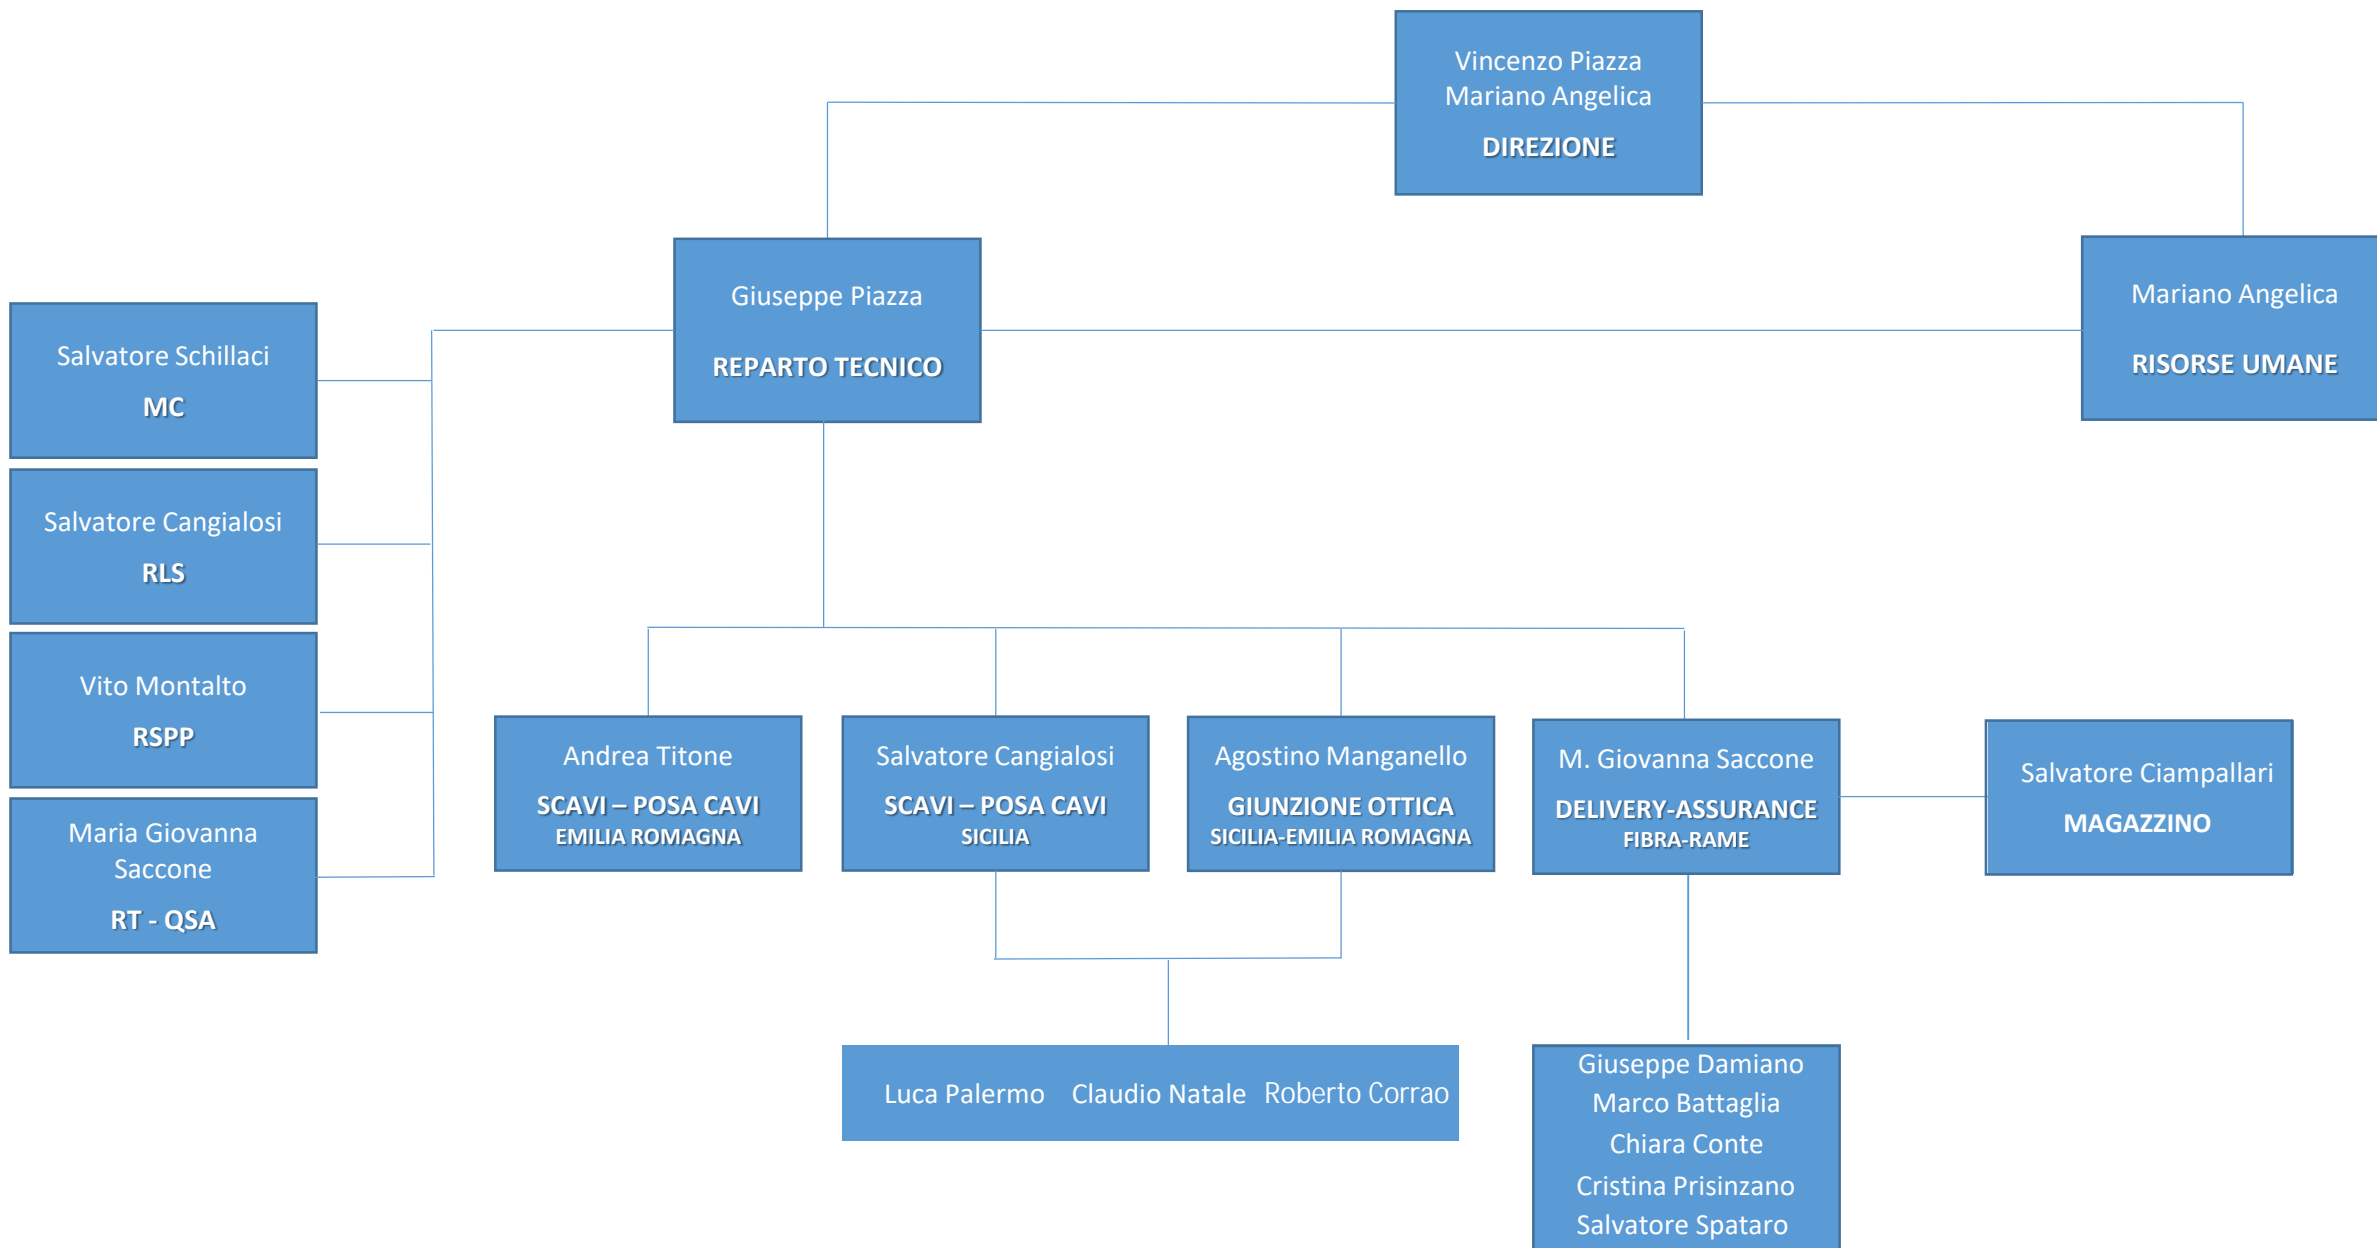 Vincenzo Piazza
Mariano Angelica
DIREZIONE
Giuseppe Piazza
REPARTO TECNICO
Mariano Angelica
RISORSE UMANE
Salvatore Schillaci
MC
Salvatore Cangialosi
RLS
Vito Montalto
RSPP
Maria Giovanna
Saccone
RT - QSA
Andrea Titone
SCAVI – POSA CAVI
EMILIA ROMAGNA
Salvatore Cangialosi
SCAVI – POSA CAVI
SICILIA
Agostino Manganello
GIUNZIONE OTTICA
SICILIA-EMILIA ROMAGNA
M. Giovanna Saccone
DELIVERY-ASSURANCE
FIBRA-RAME
Salvatore Ciampallari
MAGAZZINO
Luca Palermo Claudio Natale Roberto Corrao
Giuseppe Damiano
Marco Battaglia
Chiara Conte
Cristina Prisinzano
Salvatore Spataro